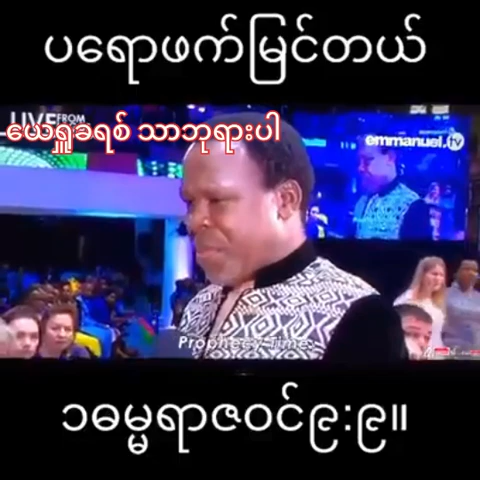 ပရောဖက်မြင်တယ်
LIVE FROM
ယေရှူခရစ် သာဘုရားပါ
emmanuel.tv
Prophecy Time
၁ဓမ္မရာဇဝင်၉:၉။